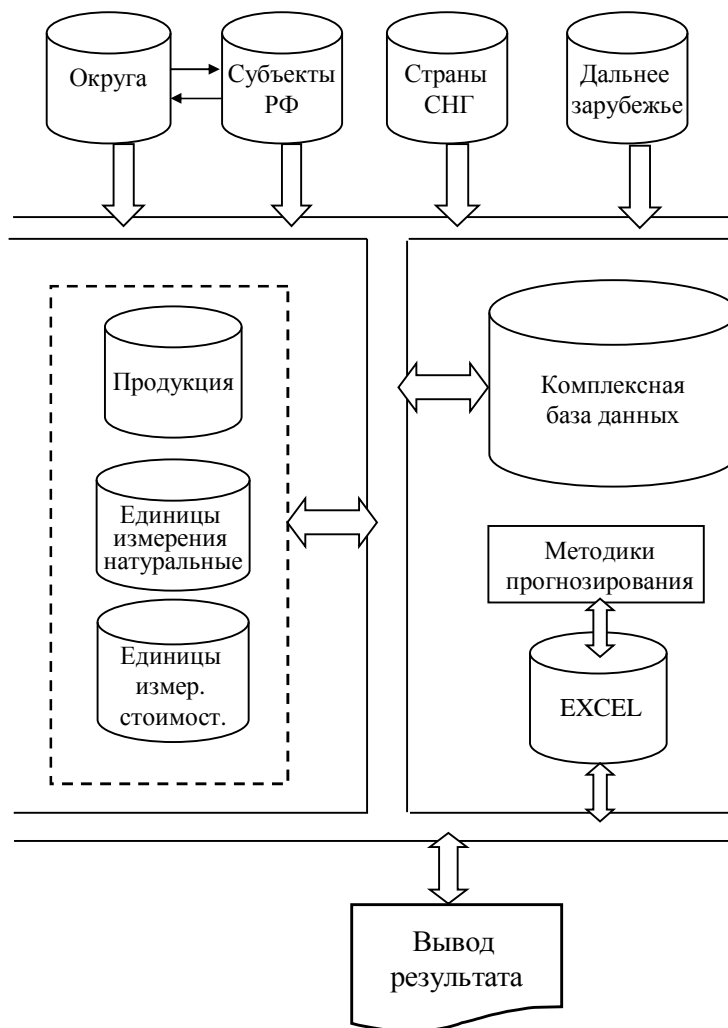 Округа
Субъекты
РФ
Страны
СНГ
Дальнее
зарубежье
Продукция
Единицы
измерения
натуральные
Единицы
измер.
стоимост.
Комплексная
база данных
Методики
прогнозирования
EXCEL
Вывод
результата